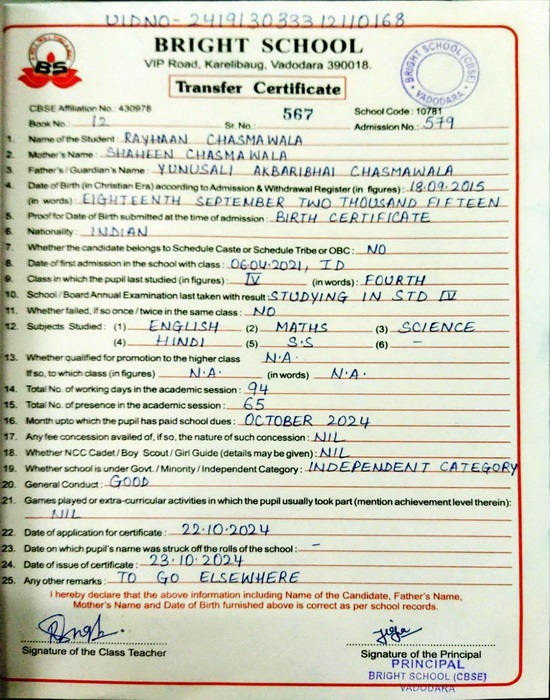 UIDNO- 2419130333 12110168
BRIGHT SCHOOL
VIP Road, Karelibaug, Vadodara 390018.
Transfer Certificate
BRIGHT SCHOOL (CBSE) VADODARA
BS
CBSE Affiliation No.: 430978 School Code : 10781
Book No.: 12 Sr. No.: 567 Admission No.: 579
1. Name of the Student : RAYHAAN CHASMAWALA
2. Mother's Name : SHAHEEN CHASMAWALA
3. Father's / Guardian's Name : YUNUSALI AKBARIBHAI CHASMAWALA
4. Date of Birth (in Christian Era) according to Admission & Withdrawal Register (in figures) : 18.09.2015
(in words) EIGHTEENTH SEPTEMBER TWO THOUSAND FIFTEEN
5. Proof for Date of Birth submitted at the time of admission : BIRTH CERTIFICATE
6. Nationality : INDIAN
7. Whether the candidate belongs to Schedule Caste or Schedule Tribe or OBC : NO
8. Date of first admission in the school with class : 06.04.2021, ID
9. Class in which the pupil last studied (in figures) : IV (in words) : FOURTH
10. School / Board Annual Examination last taken with result : STUDYING IN STD IV
11. Whether failed, if so once / twice in the same class : NO
12. Subjects Studied : (1) ENGLISH (2) MATHS (3) SCIENCE
(4) HINDI (5) S.S (6) -
13. Whether qualified for promotion to the higher class N.A.
If so, to which class (in figures) N.A. (in words) N.A.
14. Total No. of working days in the academic session : 94
15. Total No. of presence in the academic session : 65
16. Month upto which the pupil has paid school dues : OCTOBER 2024
17. Any fee concession availed of, if so, the nature of such concession : NIL
18. Whether NCC Cadet / Boy Scout / Girl Guide (details may be given) : NIL
19. Whether school is under Govt. / Minority / Independent Category : INDEPENDENT CATEGORY
20. General Conduct : GOOD
21. Games played or extra-curricular activities in which the pupil usually took part (mention achievement level therein) :
NIL
22. Date of application for certificate : 22.10.2024
23. Date on which pupil's name was struck off the rolls of the school : -
24. Date of issue of certificate : 23.10.2024
25. Any other remarks : TO GO ELSEWHERE
I hereby declare that the above information including Name of the Candidate, Father's Name,
Mother's Name and Date of Birth furnished above is correct as per school records.
Signature of the Class Teacher Signature of the Principal
PRINCIPAL
BRIGHT SCHOOL (CBSE)
VADODARA